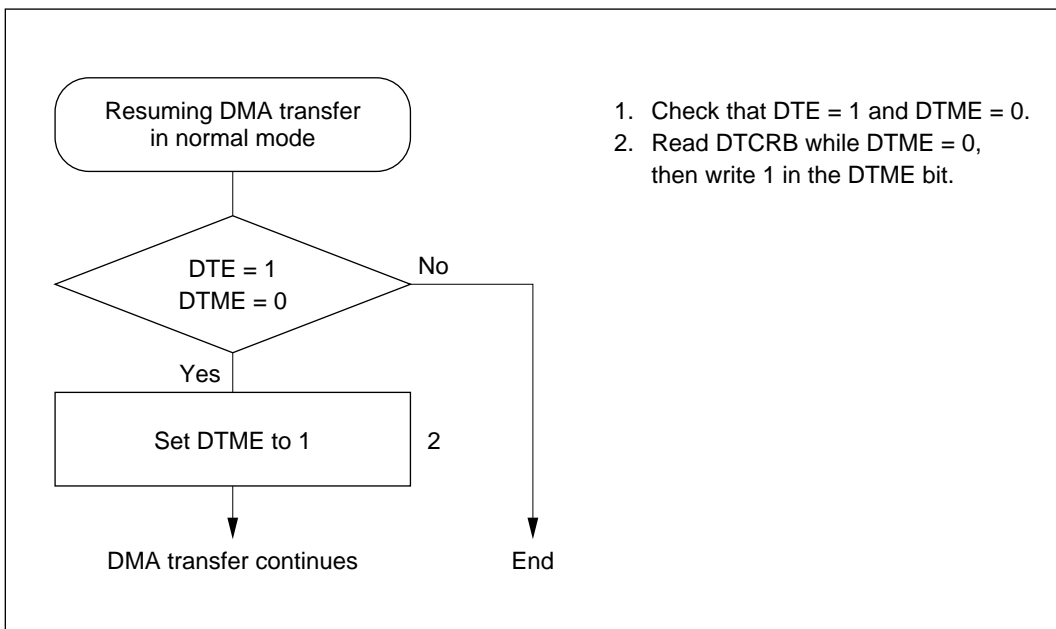 Resuming DMA transfer
in normal mode
1. Check that DTE = 1 and DTME = 0.
2. Read DTCRB while DTME = 0,
then write 1 in the DTME bit.
DTE = 1
DTME = 0
No
Yes
Set DTME to 1
2
DMA transfer continues
End